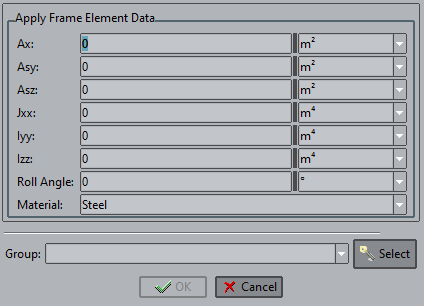 Apply Frame Element Data
Ax: 0 m²
Asy: 0 m²
Asz: 0 m²
Jxx: 0 m⁴
Iyy: 0 m⁴
Izz: 0 m⁴
Roll Angle: 0 °
Material: Steel
Group: Select
OK Cancel